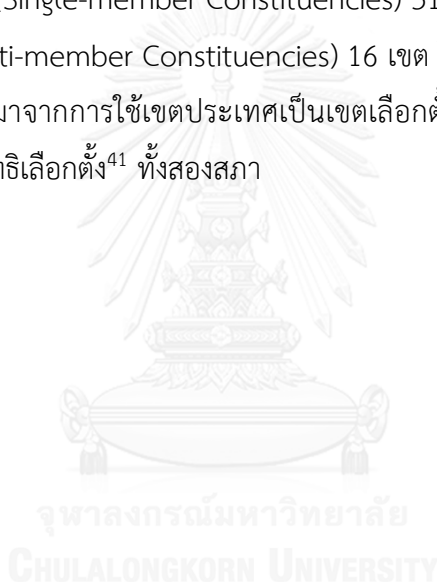 Single-member Constituencies) 31
ti-member Constituencies) 16 เขต
มาจากการใช้เขตประเทศเป็นเขตเลือกตั้
ทธิเลือกตั้ง41 ทั้งสองสภา
จุฬาลงกรณ์มหาวิทยาลัย
CHULALONGKORN UNIVERSITY